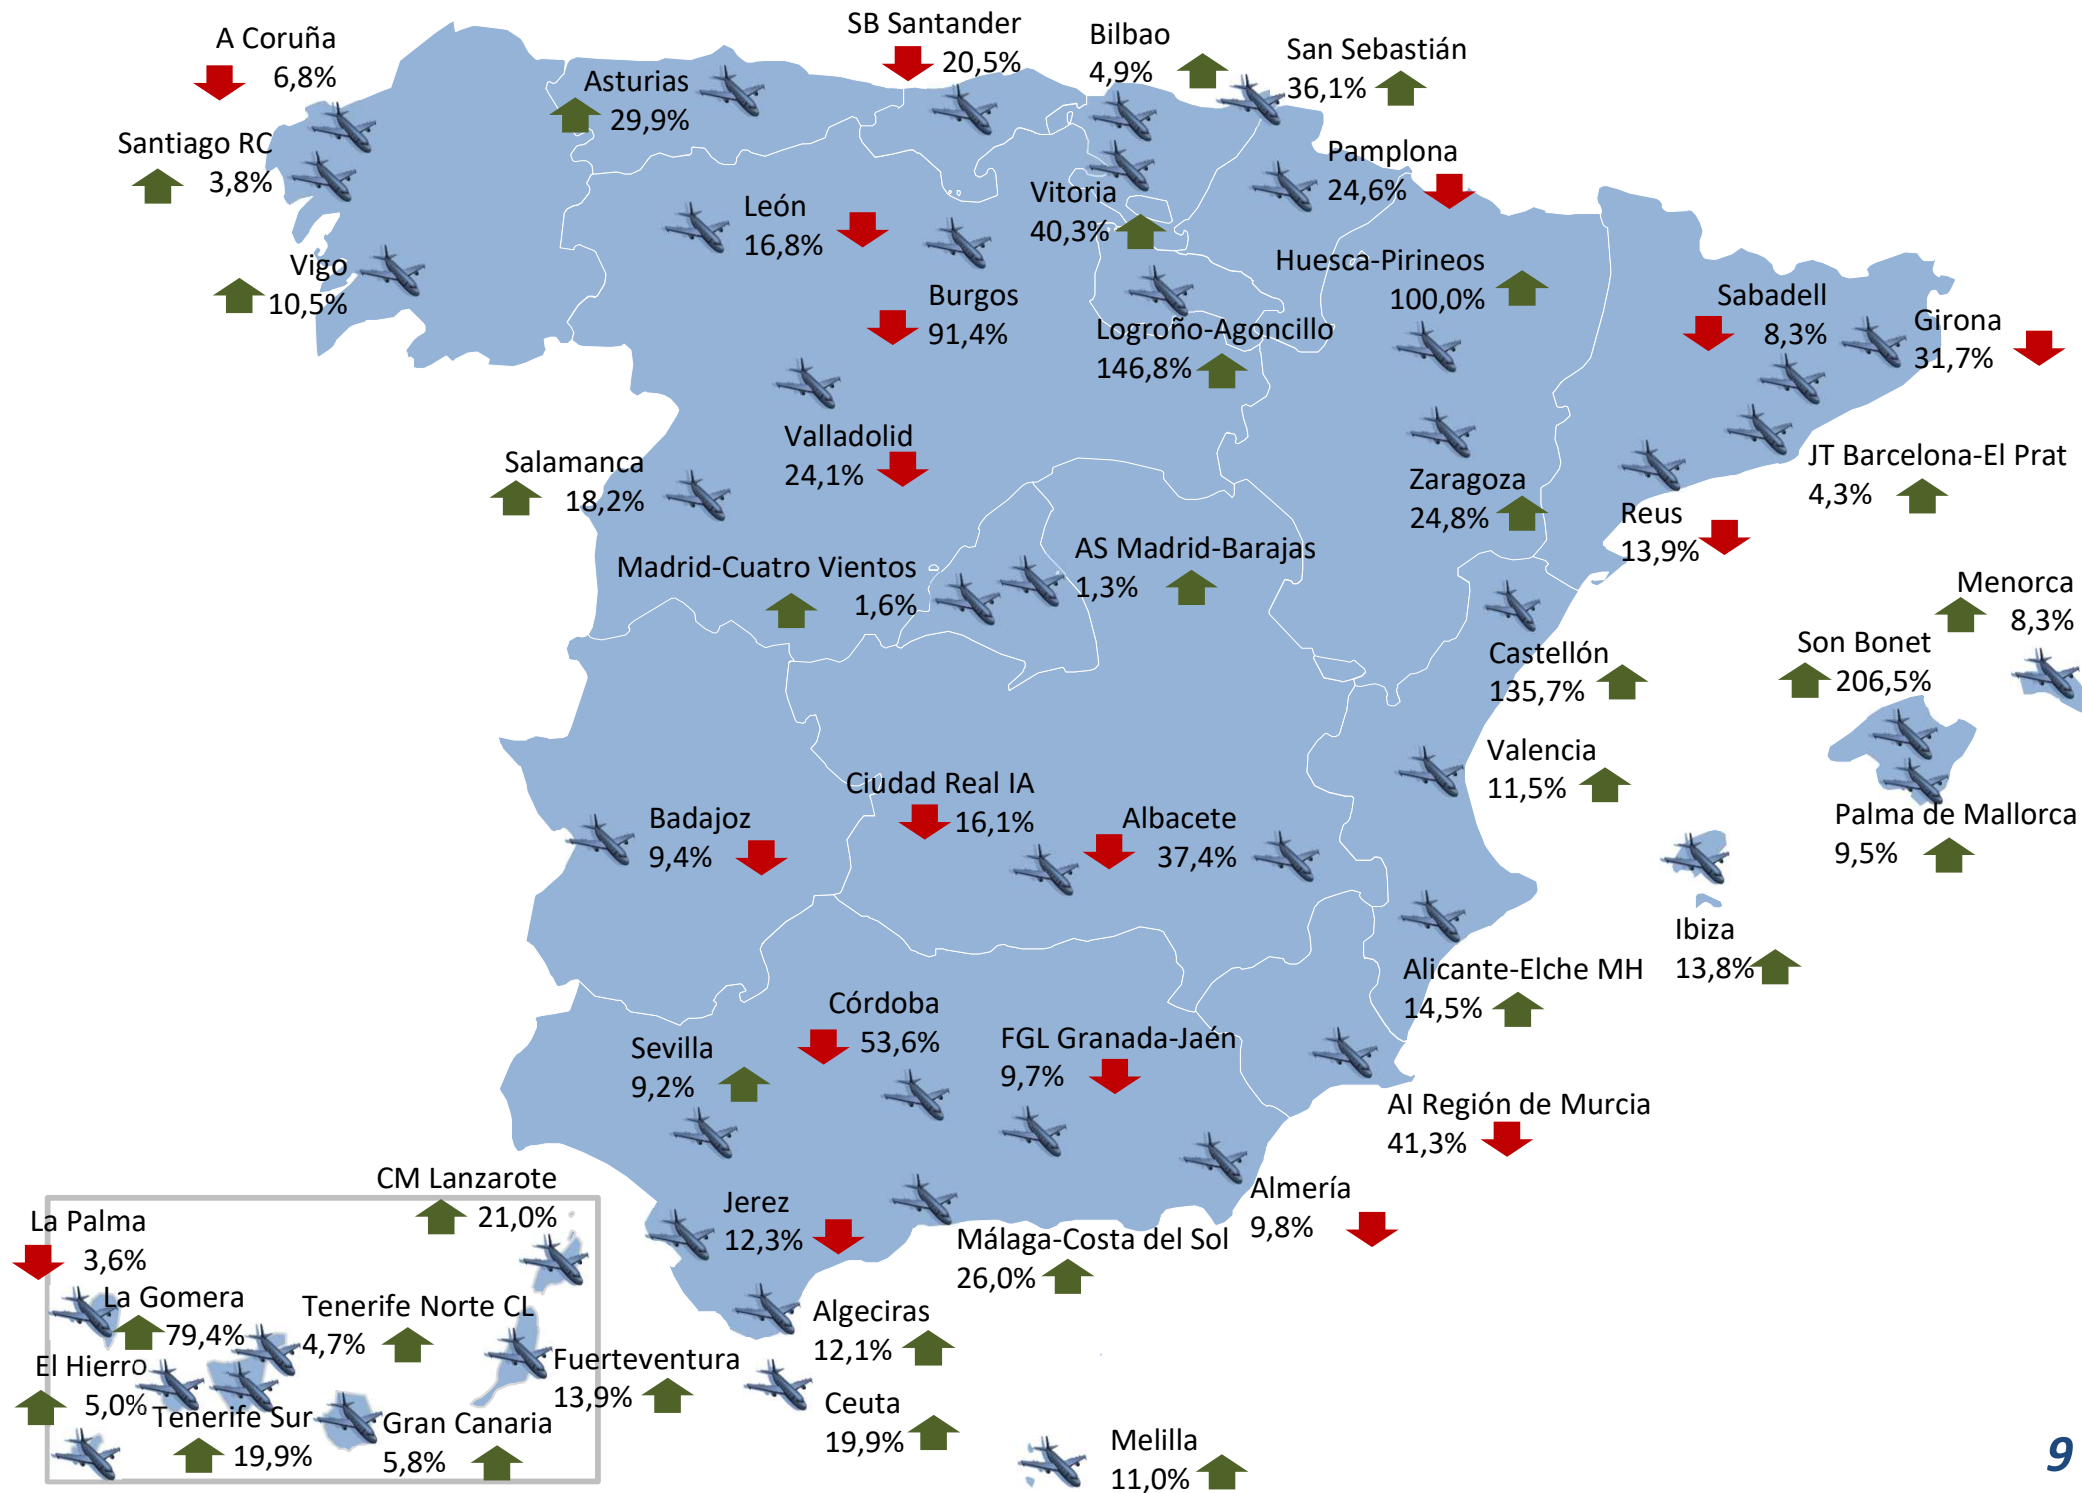 A Coruña
6,8%
Santiago RC
3,8%
Vigo
10,5%
Asturias
29,9%
SB Santander
20,5%
Bilbao
4,9%
San Sebastián
36,1%
Pamplona
24,6%
Vitoria
40,3%
León
16,8%
Burgos
91,4%
Huesca-Pirineos
100,0%
Logroño-Agoncillo
146,8%
Sabadell
8,3%
Girona
31,7%
Valladolid
24,1%
Salamanca
18,2%
Zaragoza
24,8%
JT Barcelona-El Prat
4,3%
Reus
13,9%
Madrid-Cuatro Vientos
1,6%
AS Madrid-Barajas
1,3%
Menorca
8,3%
Son Bonet
206,5%
Castellón
135,7%
Valencia
11,5%
Palma de Mallorca
9,5%
Ciudad Real IA
16,1%
Badajoz
9,4%
Albacete
37,4%
Ibiza
13,8%
Alicante-Elche MH
14,5%
Córdoba
53,6%
Sevilla
9,2%
FGL Granada-Jaén
9,7%
AI Región de Murcia
41,3%
Almería
9,8%
Jerez
12,3%
Málaga-Costa del Sol
26,0%
CM Lanzarote
21,0%
La Palma
3,6%
La Gomera
79,4%
Tenerife Norte CL
4,7%
El Hierro
5,0%
Tenerife Sur
19,9%
Gran Canaria
5,8%
Fuerteventura
13,9%
Algeciras
12,1%
Ceuta
19,9%
Melilla
11,0%
9